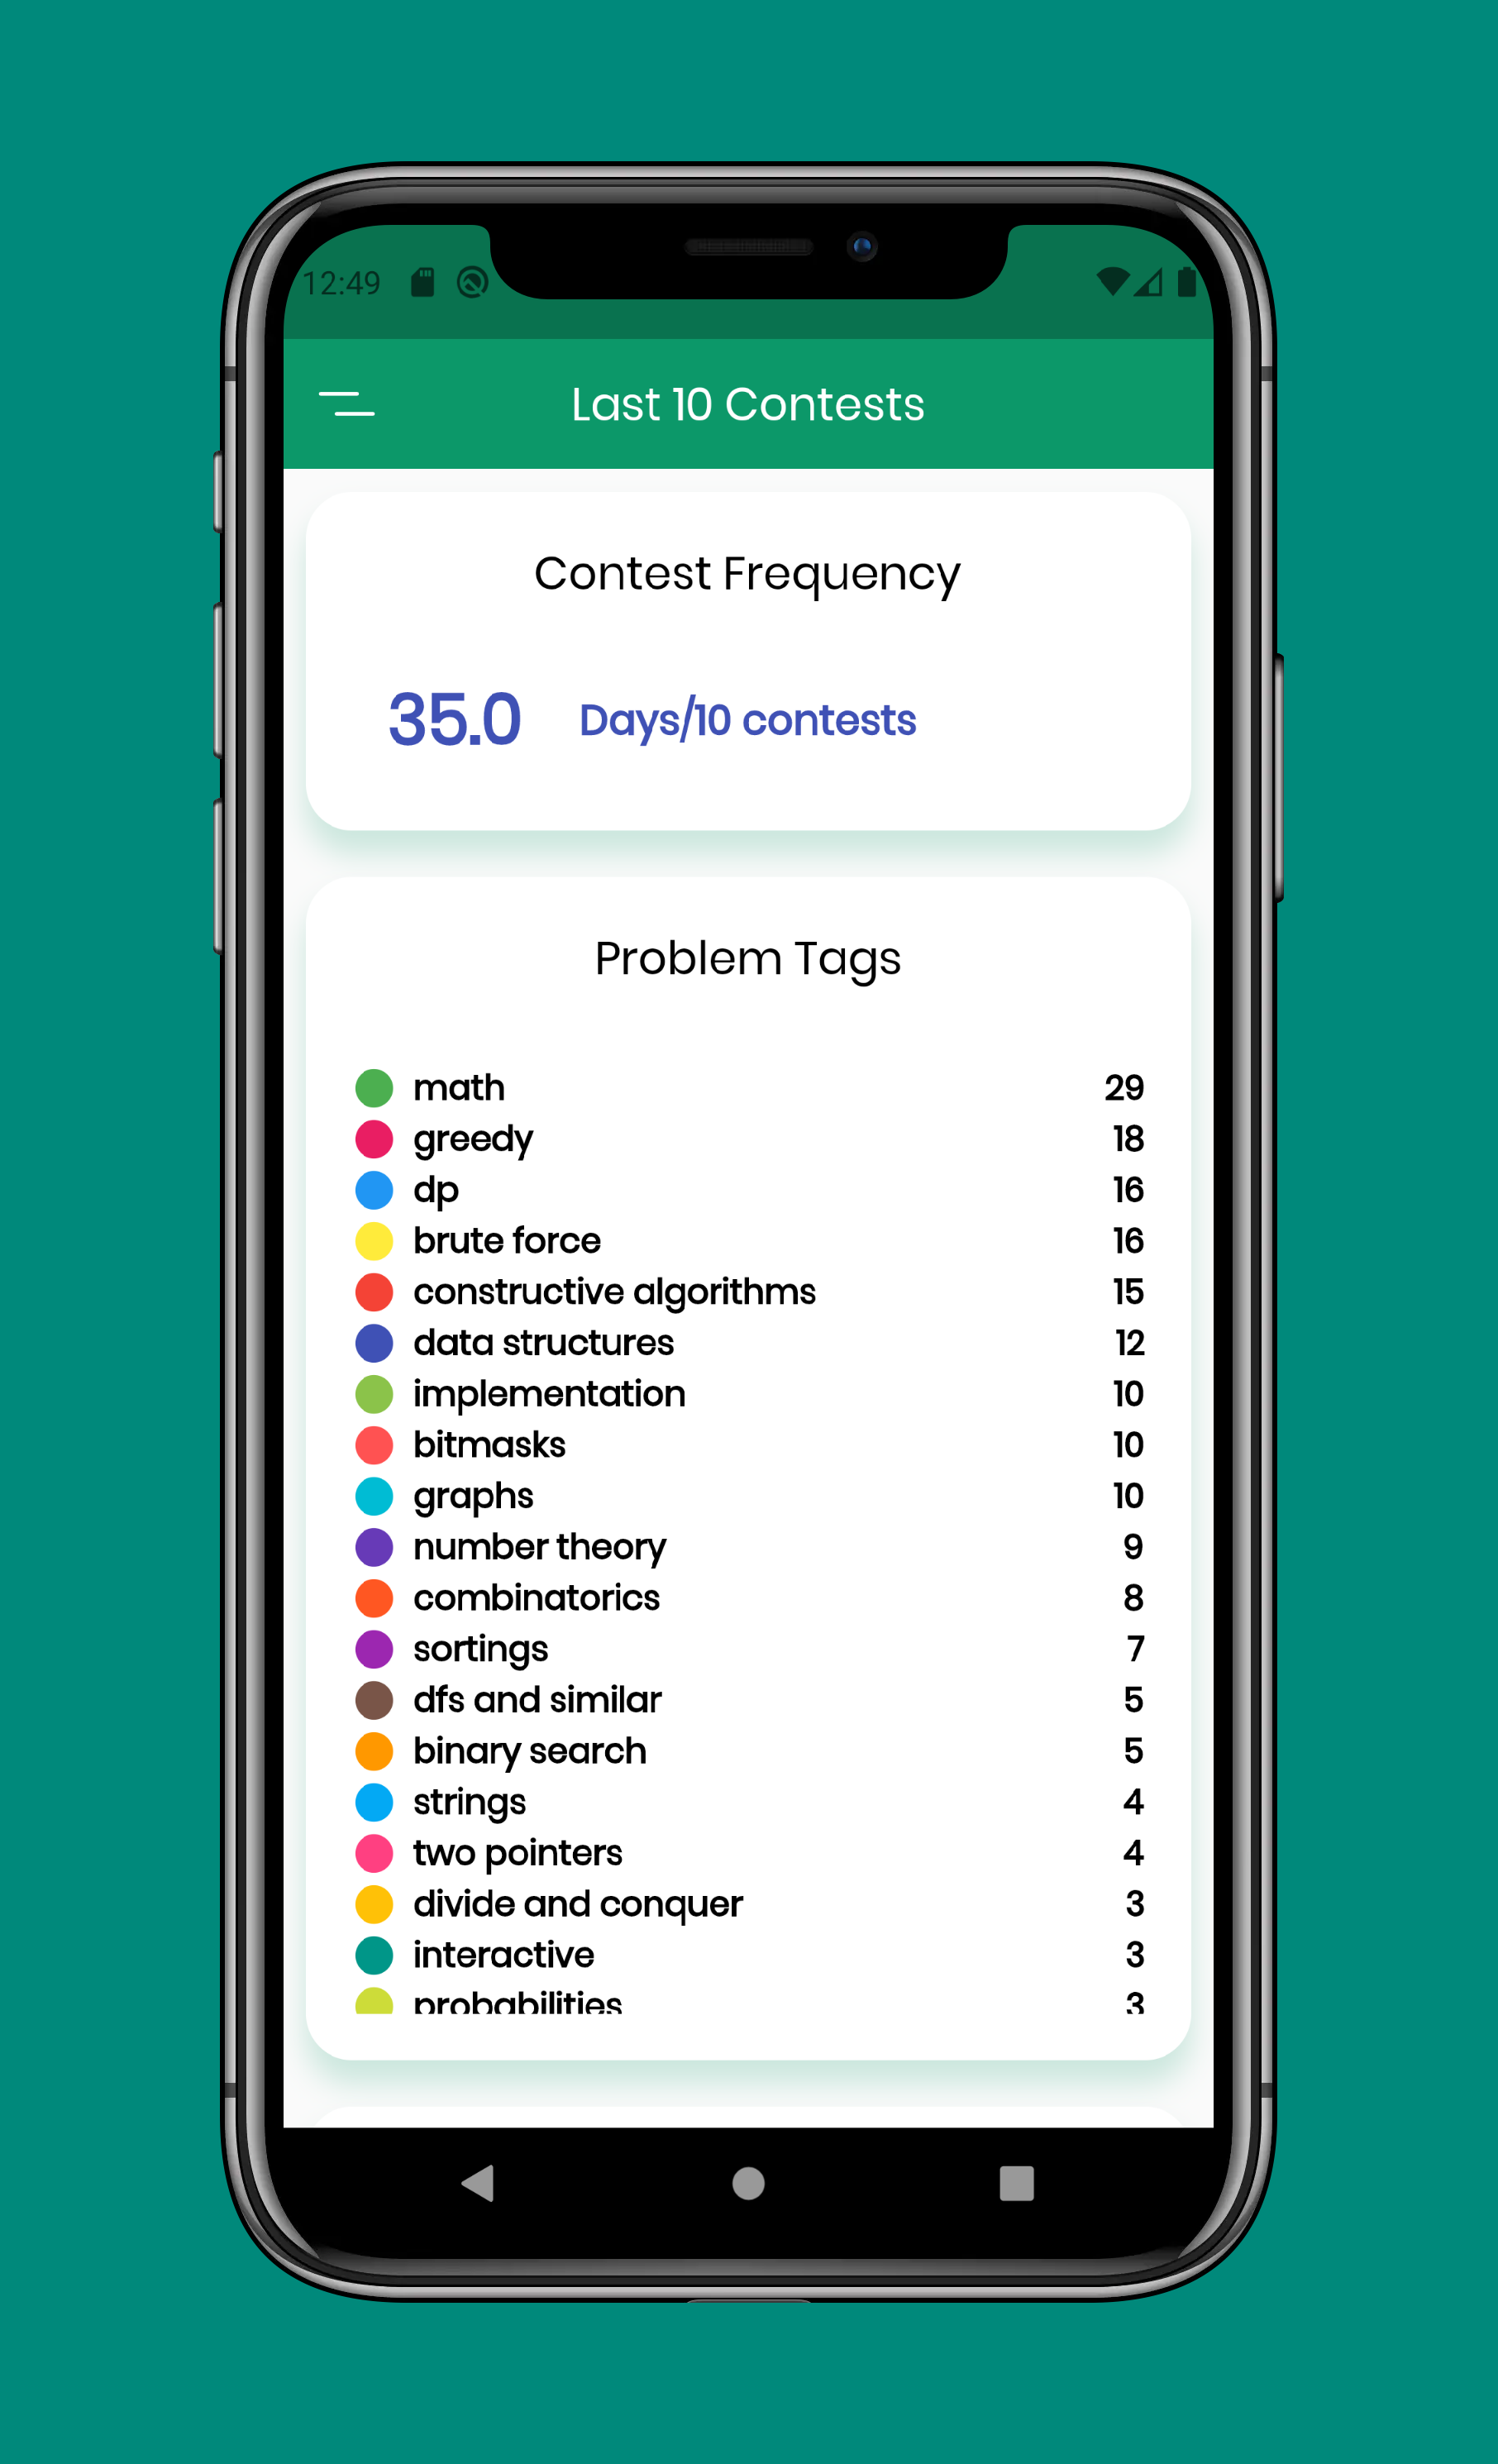 12:49
Last 10 Contests
Contest Frequency
35.0 Days/10 contests
Problem Tags
math 29
greedy 18
dp 16
brute force 16
constructive algorithms 15
data structures 12
implementation 10
bitmasks 10
graphs 10
number theory 9
combinatorics 8
sortings 7
dfs and similar 5
binary search 5
strings 4
two pointers 4
divide and conquer 3
interactive 3
probabilities 3